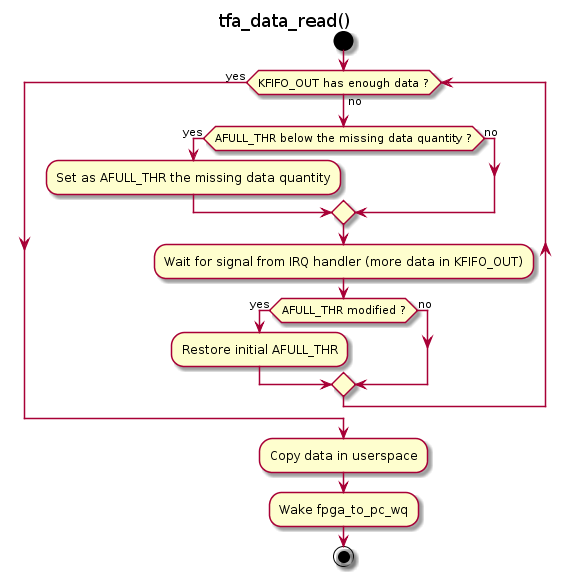 tfa_data_read()
yes
KFIFO_OUT has enough data ?
no
yes
AFULL_THR below the missing data quantity ?
no
Set as AFULL_THR the missing data quantity
Wait for signal from IRQ handler (more data in KFIFO_OUT)
yes
AFULL_THR modified ?
no
Restore initial AFULL_THR
Copy data in userspace
Wake fpga_to_pc_wq